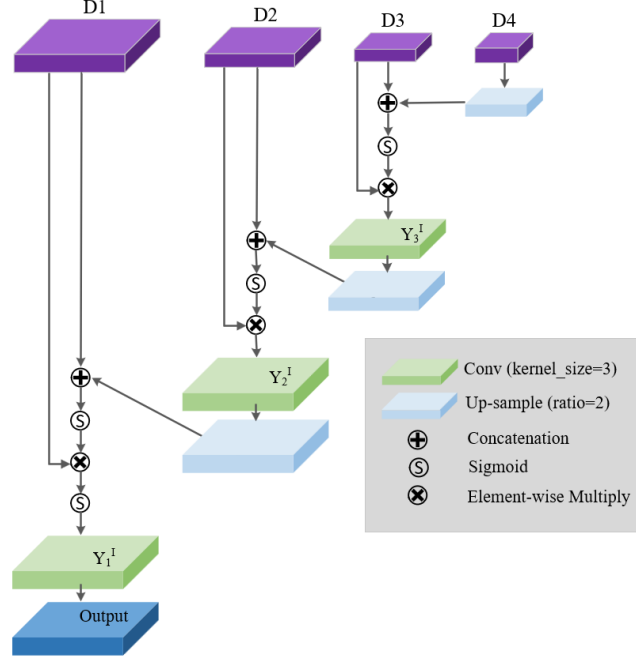 D1
D2
D3
D4
S
Y₃ᴵ
S
Y₂ᴵ
Conv (kernel_size=3)
Up-sample (ratio=2)
S
Concatenation
S
Sigmoid
Element-wise Multiply
S
Y₁ᴵ
Output